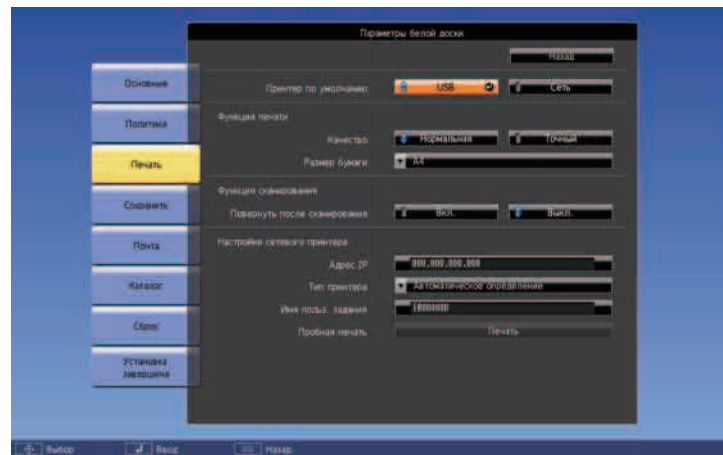 Параметры белой доски
Назад
Основные
Принтер по умолчанию USB Сеть
Политика
Функция печати
Качество Нормальная Точный
Печать
Размер бумаги A4
Функция сканирования
Сохранить
Повернуть после сканирования Вкл. Выкл.
Почта
Настройки сетевого принтера
Адрес IP 000.000.000.000
Каталог
Тип принтера Автоматическое определение
Имя польз. задания
Сброс
Пробная печать Печать
Установка
завершена
Выбор Ввод Назад